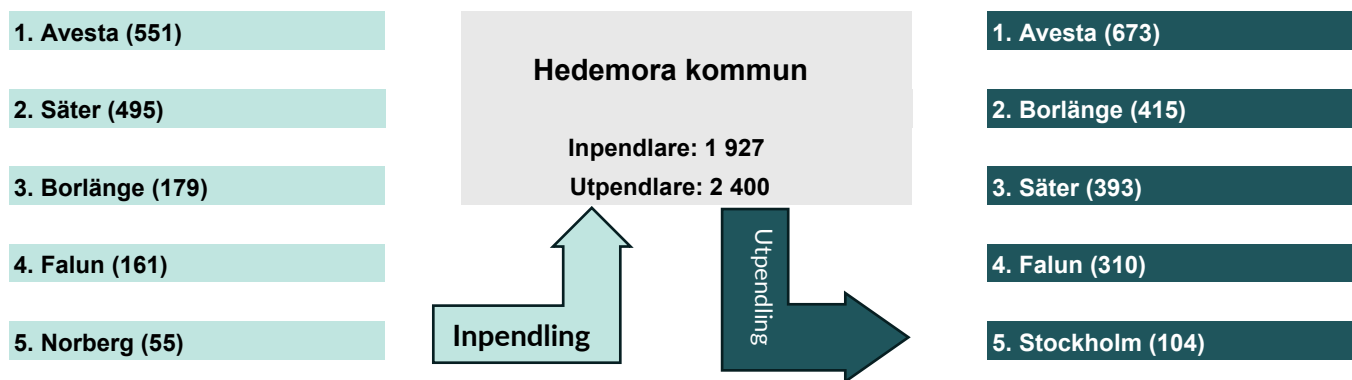 1. Avesta (551)
2. Säter (495)
3. Borlänge (179)
4. Falun (161)
5. Norberg (55)
Hedemora kommun
Inpendlare: 1 927
Utpendlare: 2 400
Inpendling
Utpendling
1. Avesta (673)
2. Borlänge (415)
3. Säter (393)
4. Falun (310)
5. Stockholm (104)